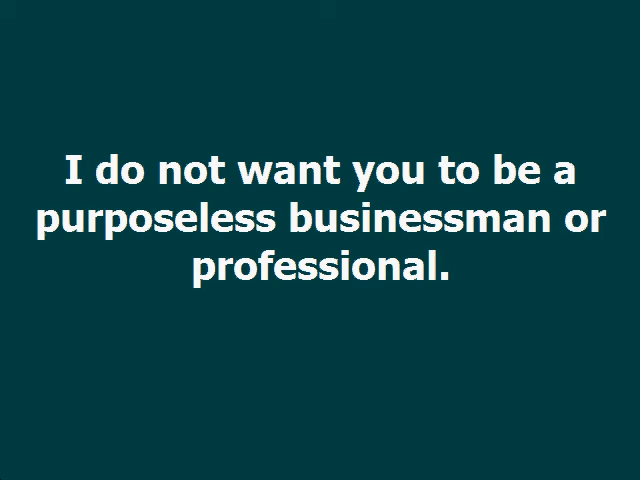 I do not want you to be a
purposeless businessman or
professional.